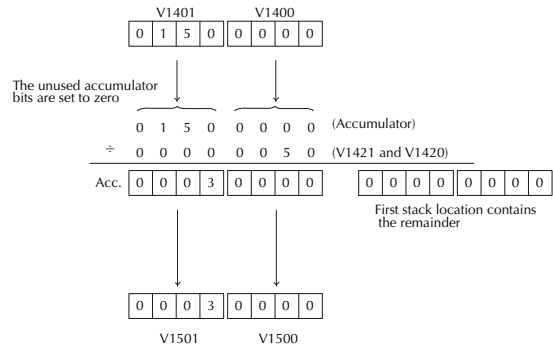 V1401 V1400
0 1 5 0 0 0 0 0
The unused accumulator
bits are set to zero
0 1 5 0 0 0 0 0 (Accumulator)
÷ 0 0 0 0 0 0 5 0 (V1421 and V1420)
Acc. 0 0 0 3 0 0 0 0 0 0 0 0 0 0 0 0
First stack location contains
the remainder
0 0 0 3 0 0 0 0
V1501 V1500